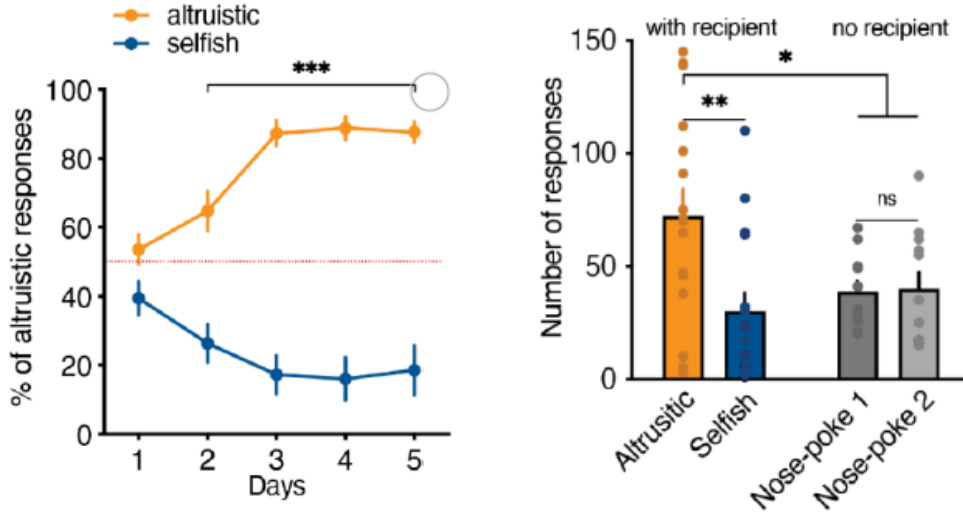 altruistic
selfish
% of altruistic responses
100
80
60
40
20
0
***
1 2 3 4 5
Days
with recipient no recipient
Number of responses
150
100
50
0
*
**
ns
Altrusitic
Selfish
Nose-poke 1
Nose-poke 2